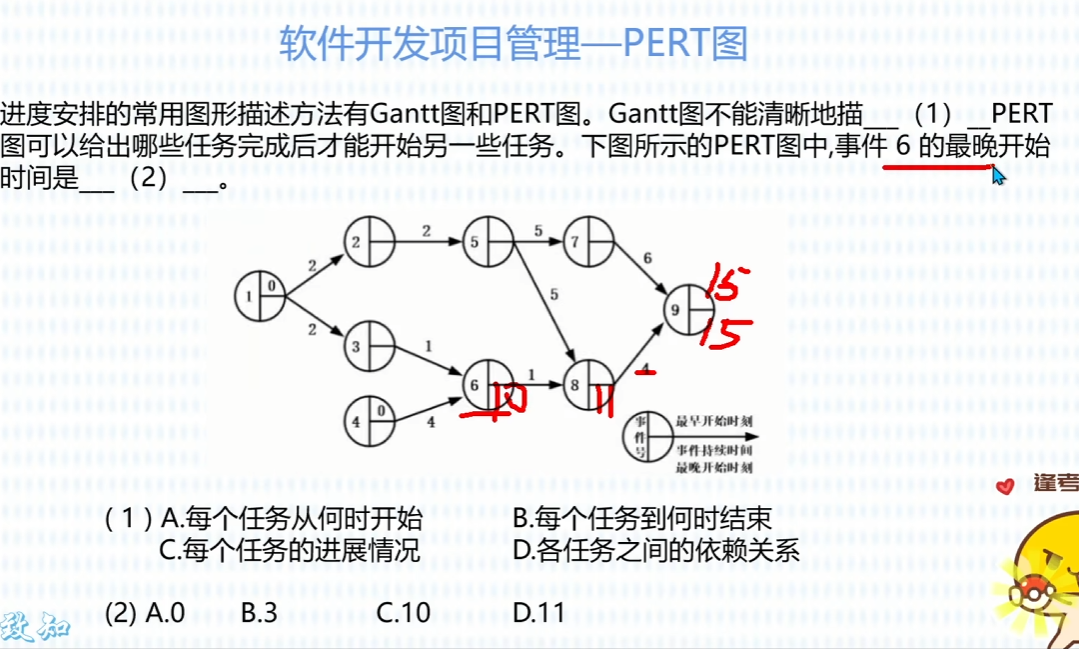 软件开发项目管理—PERT图
进度安排的常用图形描述方法有Gantt图和PERT图。Gantt图不能清晰地描___（1）__PERT
图可以给出哪些任务完成后才能开始另一些任务。下图所示的PERT图中,事件 6 的最晚开始
时间是___（2）___。
2 2 5 5 7
2 6
1 0 5 15
9
2 15
3 1
6 10 1 8 11 4
4 0 4
事件号 最早开始时刻
事件持续时间
最晚开始时刻
( 1 ) A.每个任务从何时开始 B.每个任务到何时结束
C.每个任务的进展情况 D.各任务之间的依赖关系
(2) A.0 B.3 C.10 D.11
逢考
致知